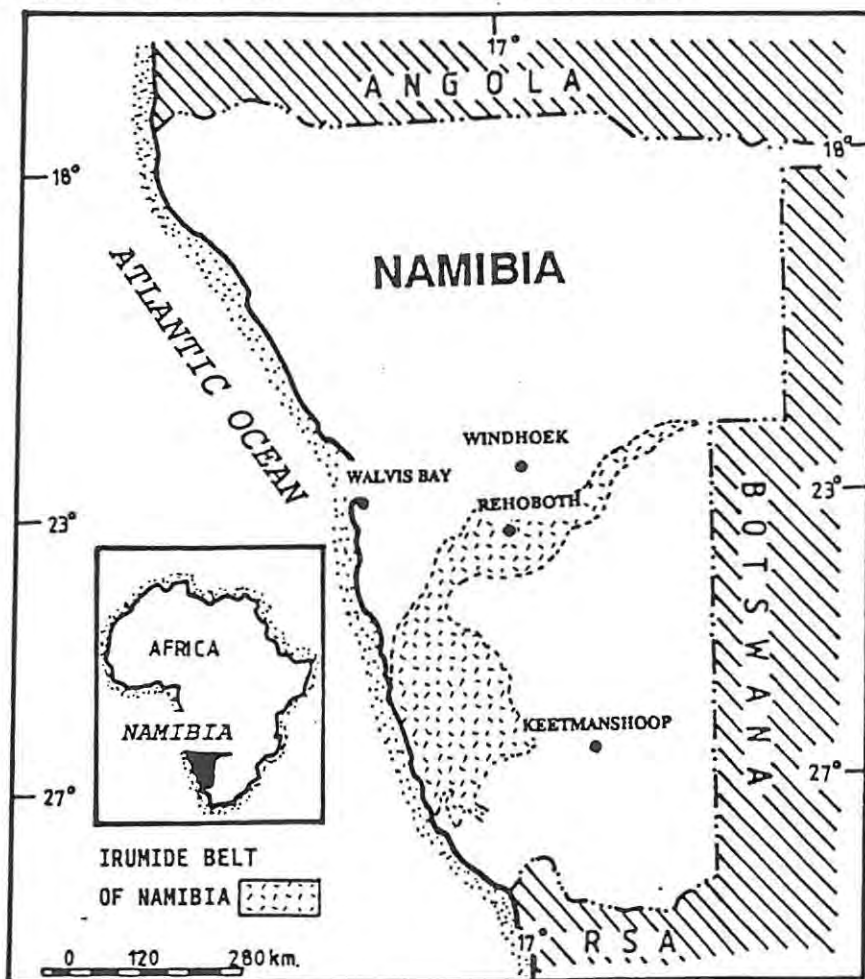 17°
ANGOLA
18°
18°
NAMIBIA
ATLANTIC OCEAN
WINDHOEK
WALVIS BAY
REHOBOTH
23°
23°
BOTSWANA
AFRICA
NAMIBIA
KEETMANSHOOP
27°
27°
IRUMIDE BELT
OF NAMIBIA
17°
RSA
0 120 280 km.